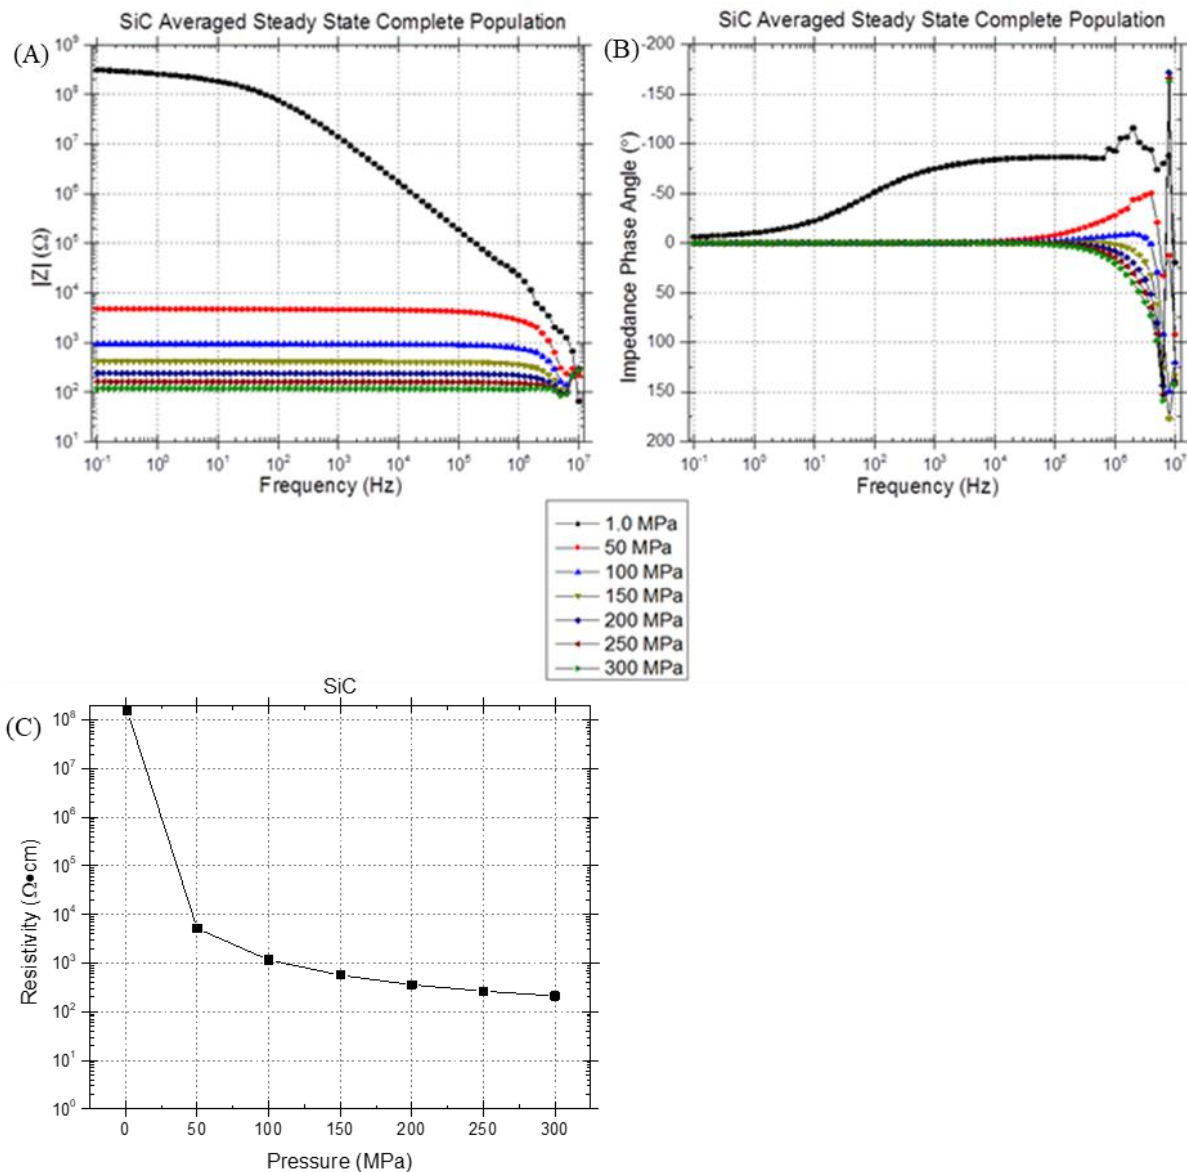 SiC Averaged Steady State Complete Population
(A)
10⁹
10⁸
10⁷
10⁶
10⁵
10⁴
10³
10²
10¹
|Z| (Ω)
10⁻¹ 10⁰ 10¹ 10² 10³ 10⁴ 10⁵ 10⁶ 10⁷
Frequency (Hz)
SiC Averaged Steady State Complete Population
(B)
-200
-150
-100
-50
0
50
100
150
200
Impedance Phase Angle (°)
10⁻¹ 10⁰ 10¹ 10² 10³ 10⁴ 10⁵ 10⁶ 10⁷
Frequency (Hz)
1.0 MPa
50 MPa
100 MPa
150 MPa
200 MPa
250 MPa
300 MPa
SiC
(C)
10⁸
10⁷
10⁶
10⁵
10⁴
10³
10²
10¹
10⁰
Resistivity (Ω•cm)
0 50 100 150 200 250 300
Pressure (MPa)